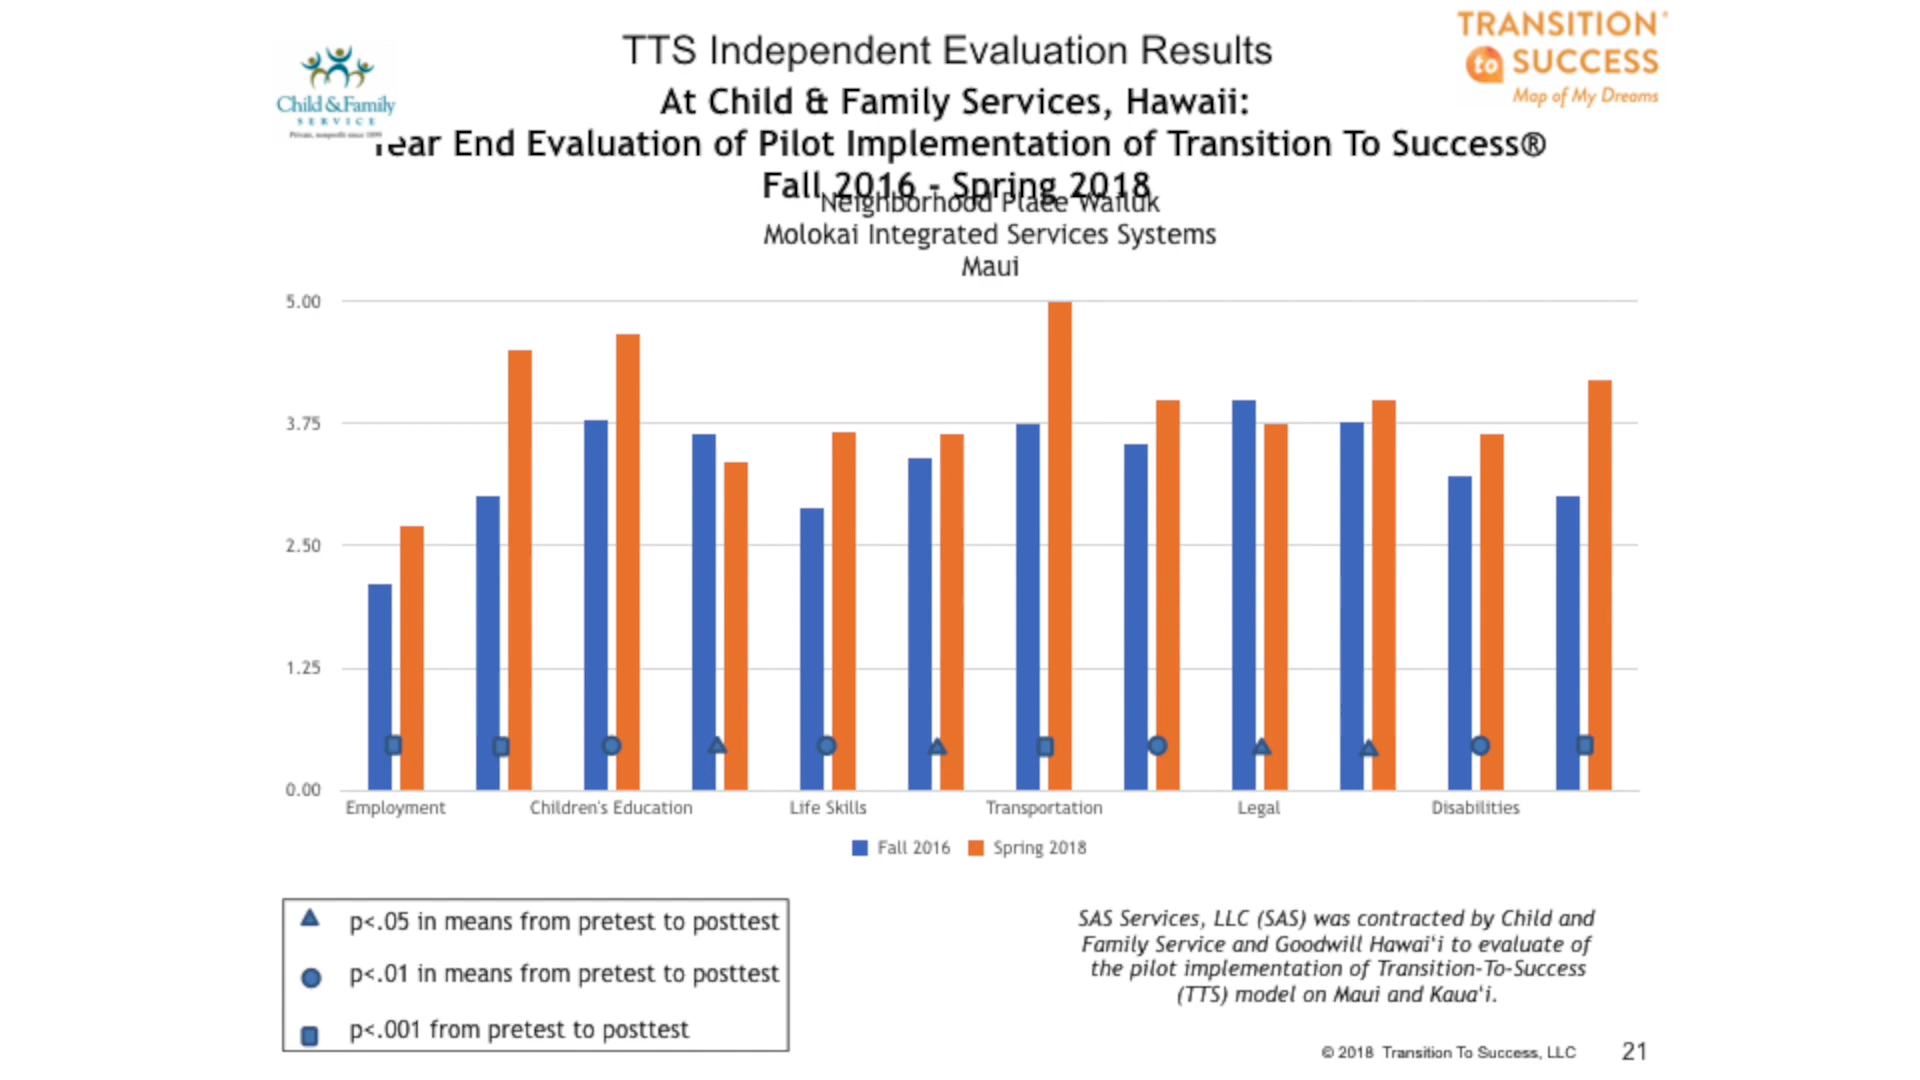 TRANSITION
to SUCCESS
Map of My Dreams
Child & Family
SERVICE
Private, nonprofit since 1899
TTS Independent Evaluation Results
At Child & Family Services, Hawaii:
Year End Evaluation of Pilot Implementation of Transition To Success®
Fall 2016 - Spring 2018
Neighborhood Place Wailuk
Molokai Integrated Services Systems
Maui
5.00
3.75
2.50
1.25
0.00
Employment Children's Education Life Skills Transportation Legal Disabilities
Fall 2016 Spring 2018
p<.05 in means from pretest to posttest
p<.01 in means from pretest to posttest
p<.001 from pretest to posttest
SAS Services, LLC (SAS) was contracted by Child and
Family Service and Goodwill Hawai'i to evaluate of
the pilot implementation of Transition-To-Success
(TTS) model on Maui and Kaua'i.
© 2018 Transition To Success, LLC 21